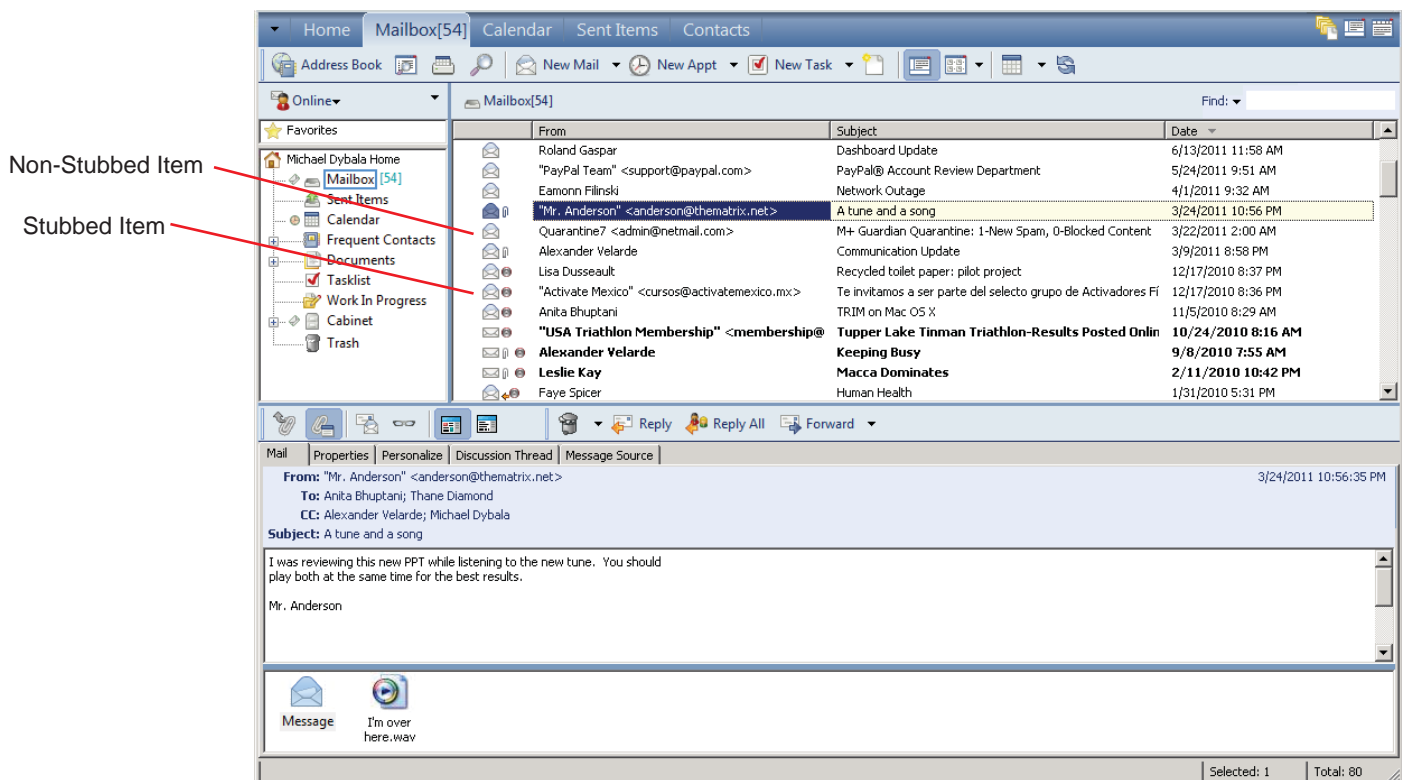 Home Mailbox[54] Calendar Sent Items Contacts
Address Book New Mail New Appt New Task
Online Mailbox[54] Find:
Favorites
From Subject Date
Non-Stubbed Item
Stubbed Item
Michael Dybala Home
Mailbox [54]
Sent Items
Calendar
Frequent Contacts
Documents
Tasklist
Work In Progress
Cabinet
Trash
Roland Gaspar Dashboard Update 6/13/2011 11:58 AM
"PayPal Team" <support@paypal.com> PayPal® Account Review Department 5/24/2011 9:51 AM
Eamonn Filinski Network Outage 4/1/2011 9:32 AM
"Mr. Anderson" <anderson@thematrix.net> A tune and a song 3/24/2011 10:56 PM
Quarantine7 <admin@netmail.com> M+ Guardian Quarantine: 1-New Spam, 0-Blocked Content 3/22/2011 2:00 AM
Alexander Velarde Communication Update 3/9/2011 8:58 PM
Lisa Dusseault Recycled toilet paper: pilot project 12/17/2010 8:37 PM
"Activate Mexico" <cursos@activatemexico.mx> Te invitamos a ser parte del selecto grupo de Activadores Fí 12/17/2010 8:36 PM
Anita Bhuptani TRIM on Mac OS X 11/5/2010 8:29 AM
"USA Triathlon Membership" <membership@ Tupper Lake Tinman Triathlon-Results Posted Onlin 10/24/2010 8:16 AM
Alexander Velarde Keeping Busy 9/8/2010 7:55 AM
Leslie Kay Macca Dominates 2/11/2010 10:42 PM
Faye Spicer Human Health 1/31/2010 5:31 PM
Reply Reply All Forward
Mail Properties Personalize Discussion Thread Message Source
From: "Mr. Anderson" <anderson@thematrix.net> 3/24/2011 10:56:35 PM
To: Anita Bhuptani; Thane Diamond
CC: Alexander Velarde; Michael Dybala
Subject: A tune and a song
I was reviewing this new PPT while listening to the new tune. You should
play both at the same time for the best results.
Mr. Anderson
Message
I'm over
here.wav
Selected: 1 Total: 80